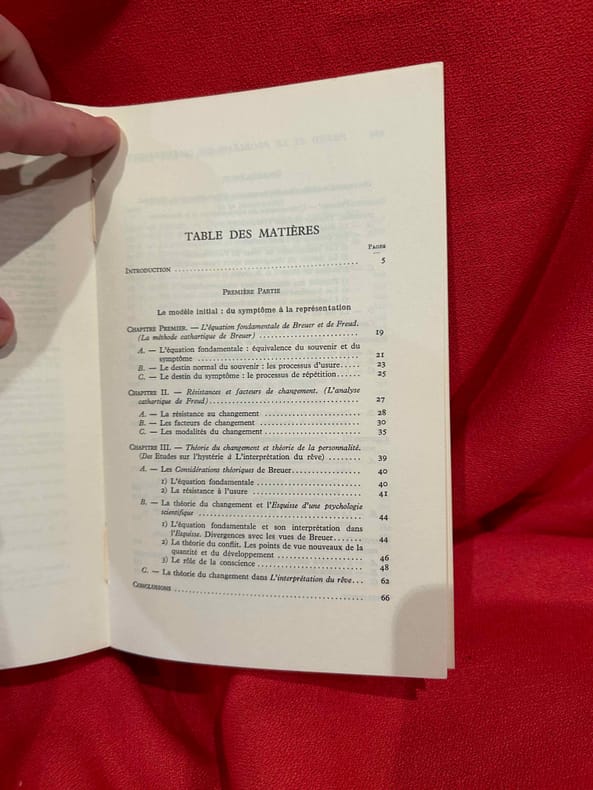 TABLE DES MATIÈRES
Pages
INTRODUCTION .......... 5
PREMIÈRE PARTIE
Le modèle initial : du symptôme à la représentation
CHAPITRE PREMIER. — L'équation fondamentale de Breuer et de Freud.
(La méthode cathartique de Breuer) .......... 19
A. — L'équation fondamentale : équivalence du souvenir et du
symptôme .......... 21
B. — Le destin normal du souvenir : les processus d'usure ..... 23
C. — Le destin du symptôme : le processus de répétition ...... 25
CHAPITRE II. — Résistances et facteurs de changement. (L'analyse
cathartique de Freud) .......... 27
A. — La résistance au changement .......... 28
B. — Les facteurs de changement .......... 30
C. — Les modalités du changement .......... 35
CHAPITRE III. — Théorie du changement et théorie de la personnalité.
(Des Etudes sur l'hystérie à L'interprétation du rêve) ........ 39
A. — Les Considérations théoriques de Breuer .......... 40
1) L'équation fondamentale .......... 40
2) La résistance à l'usure .......... 41
B. — La théorie du changement et l'Esquisse d'une psychologie
scientifique .......... 44
1) L'équation fondamentale et son interprétation dans
l'Esquisse. Divergences avec les vues de Breuer ........ 44
2) La théorie du conflit. Les points de vue nouveaux de la
quantité et du développement .......... 46
3) Le rôle de la conscience .......... 48
C. — La théorie du changement dans L'interprétation du rêve ... 62
CONCLUSIONS .......... 66